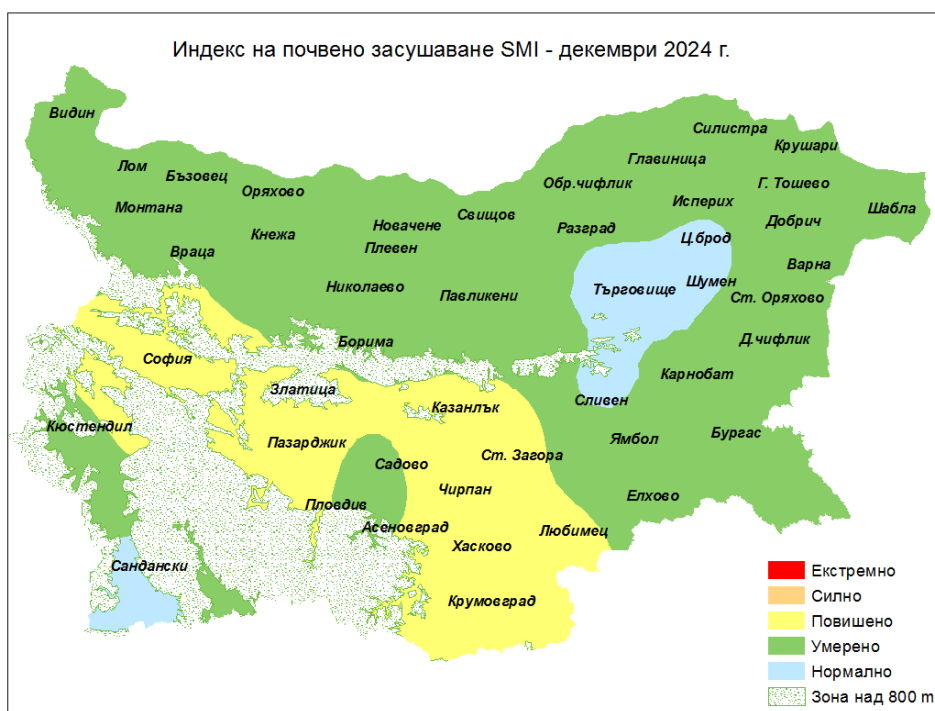 Индекс на почвено засушаване SMI - декември 2024 г.
Видин
Силистра
Крушари
Главиница
Лом
Бъзовец
Оряхово
Обр.чифлик
Г. Тошево
Исперих
Монтана
Свищов
Шабла
Новачене
Разград
Добрич
Кнежа
Ц.брод
Плевен
Враца
Варна
Николаево
Търговище
Шумен
Павликени
Ст. Оряхово
Борима
Д.чифлик
София
Карнобат
Златица
Сливен
Казанлък
Кюстендил
Пазарджик
Ямбол
Бургас
Ст. Загора
Садово
Чирпан
Елхово
Пловдив
Асеновград
Любимец
Хасково
Сандански
Крумовград
Екстремно
Силно
Повишено
Умерено
Нормално
Зона над 800 m